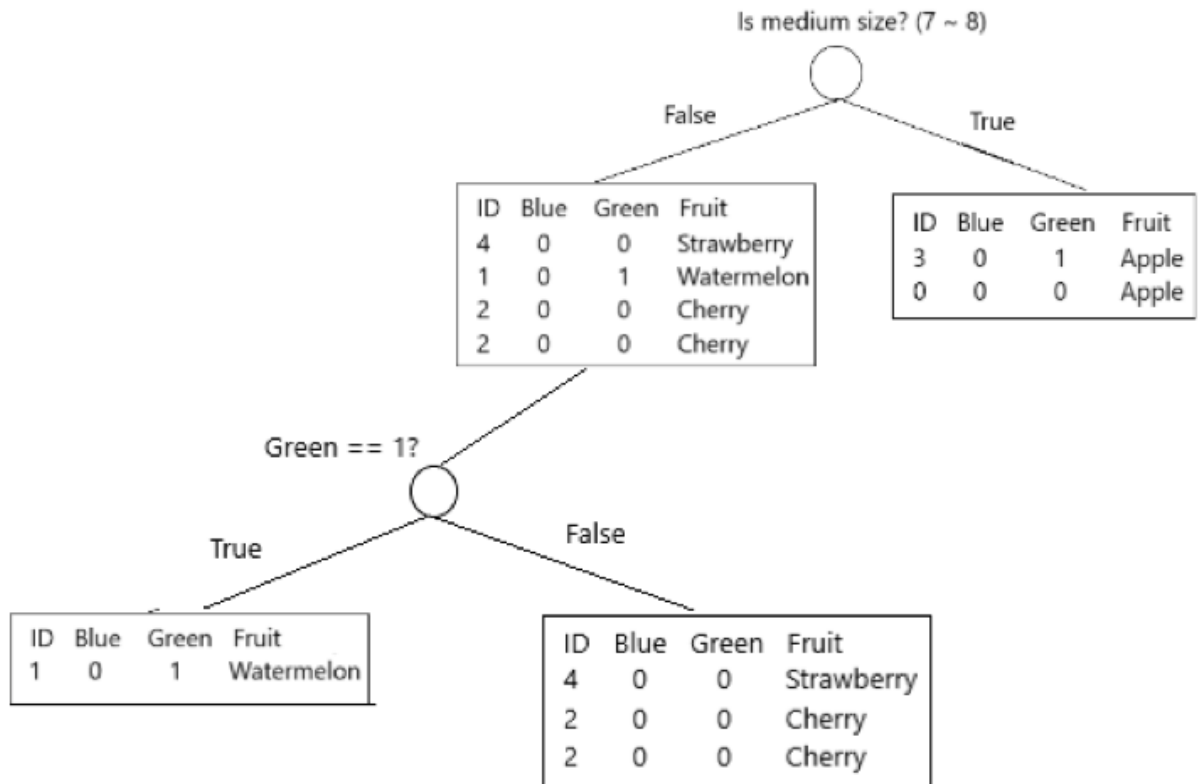 Is medium size? (7 ~ 8)
False
True
ID Blue Green Fruit
4 0 0 Strawberry
1 0 1 Watermelon
2 0 0 Cherry
2 0 0 Cherry
ID Blue Green Fruit
3 0 1 Apple
0 0 0 Apple
Green == 1?
True
False
ID Blue Green Fruit
1 0 1 Watermelon
ID Blue Green Fruit
4 0 0 Strawberry
2 0 0 Cherry
2 0 0 Cherry